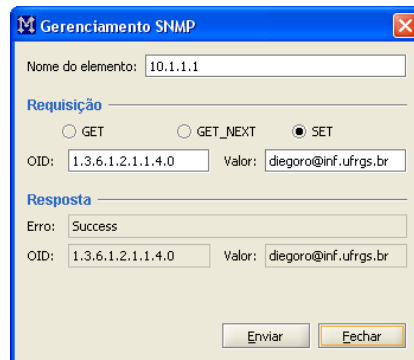 M Gerenciamento SNMP
Nome do elemento: 10.1.1.1
Requisição
GET GET_NEXT SET
OID: 1.3.6.1.2.1.1.4.0 Valor: diegoro@inf.ufrgs.br
Resposta
Erro: Success
OID: 1.3.6.1.2.1.1.4.0 Valor: diegoro@inf.ufrgs.br
Enviar Fechar